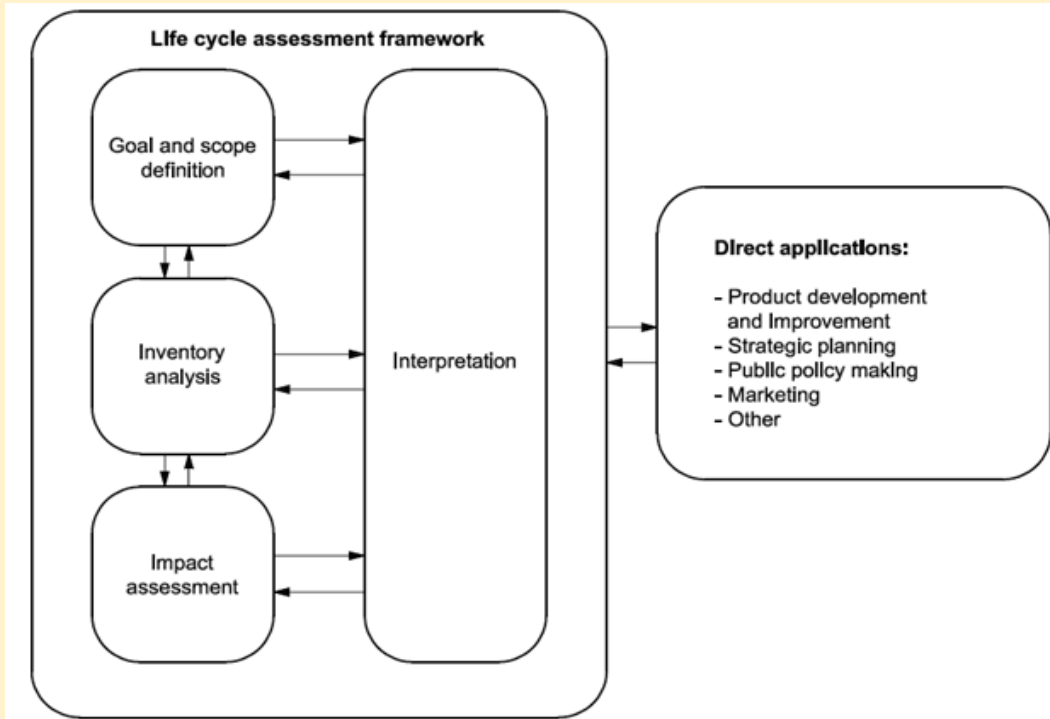 Life cycle assessment framework
Goal and scope
definition
Inventory
analysis
Impact
assessment
Interpretation
Direct applications:
- Product development
and Improvement
- Strategic planning
- Public policy making
- Marketing
- Other